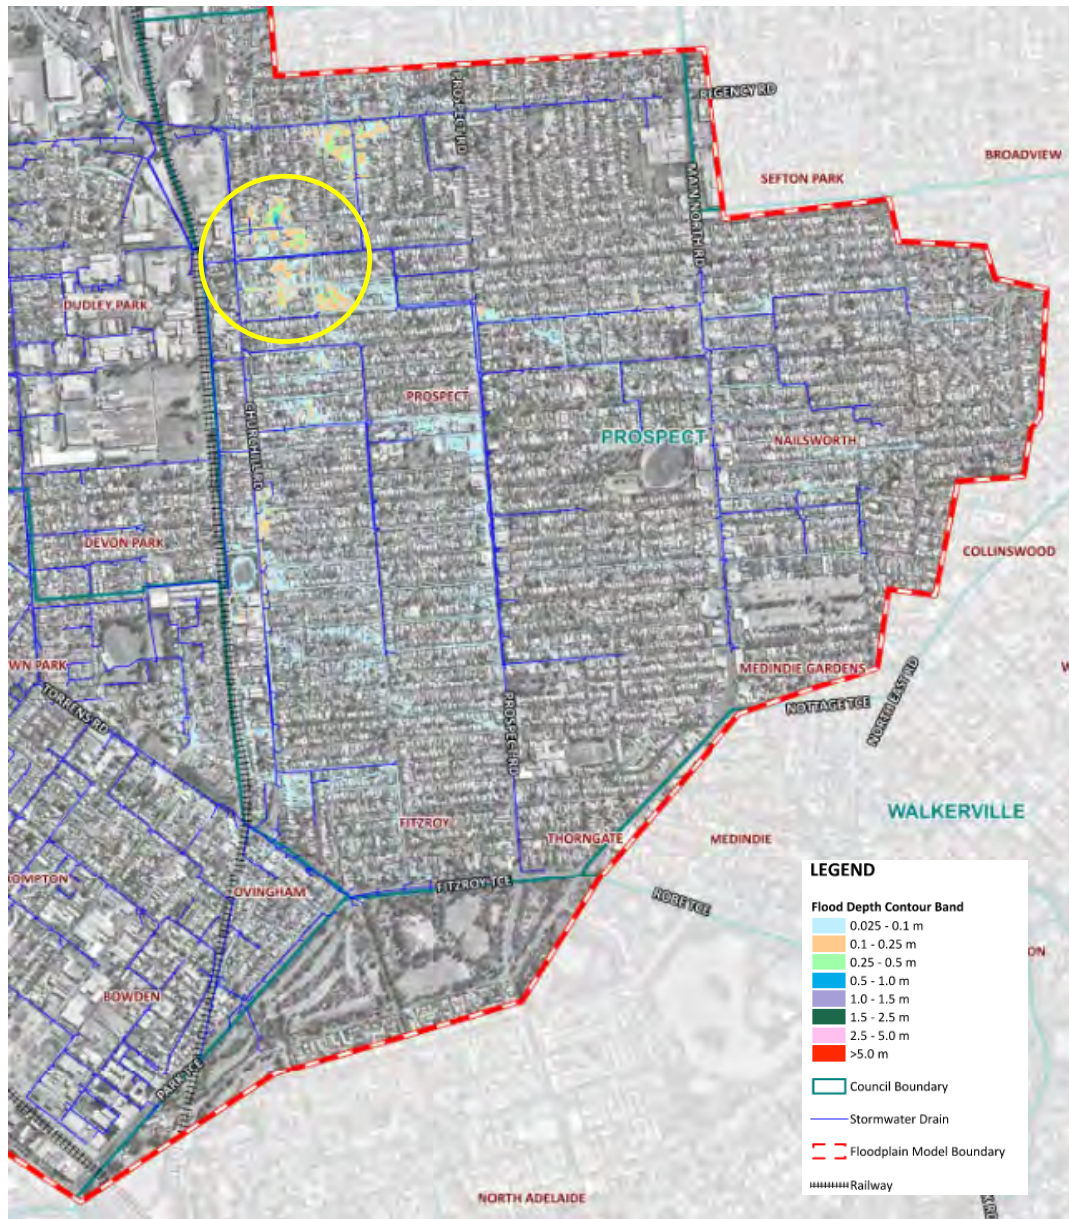 PROSPECT RD
REGENCY RD
BROADVIEW
SEFTON PARK
MAIN NORTH RD
DUDLEY PARK
PROSPECT
CHURCHILL RD
PROSPECT
NAILSWORTH
DEVON PARK
COLLINSWOOD
WN PARK
MEDINDIE GARDENS
W
TORRENS RD
PROSPECT RD
NOTTAGE TCE
NORTH EAST RD
WALKERVILLE
FITZROY
THORNGATE
MEDINDIE
ROMPTON
OVINGHAM
FITZROY TCE
ROBE TCE
ON
BOWDEN
PARK TCE
NORTH ADELAIDE
LEGEND
Flood Depth Contour Band
0.025 - 0.1 m
0.1 - 0.25 m
0.25 - 0.5 m
0.5 - 1.0 m
1.0 - 1.5 m
1.5 - 2.5 m
2.5 - 5.0 m
>5.0 m
Council Boundary
Stormwater Drain
Floodplain Model Boundary
Railway